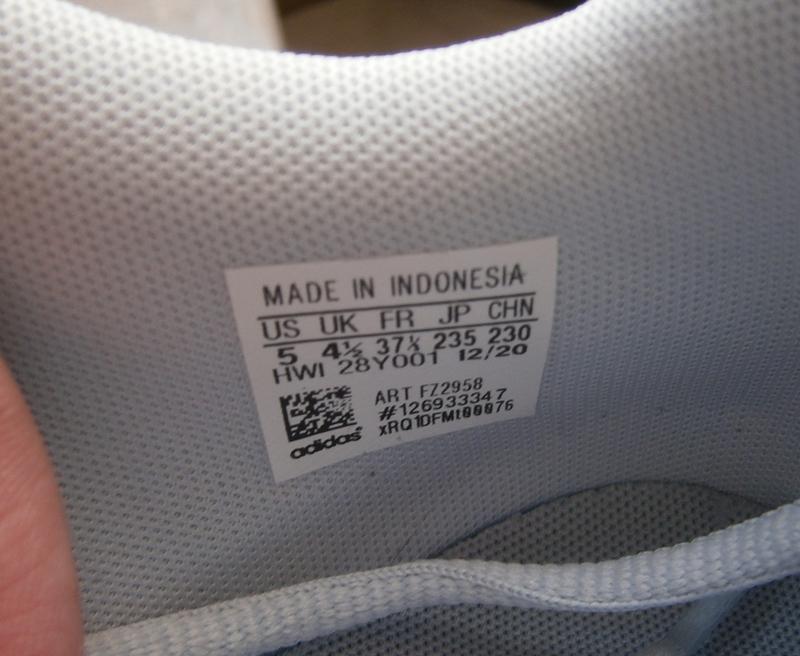 MADE IN INDONESIA
US UK FR JP CHN
5 4½ 37⅓ 235 230
HWI 28Y001 12/20
ART FZ2958
#126933347
xRQ1DFMt00076
adidas